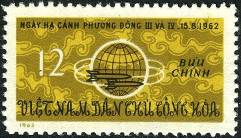 NGÀY HẠ CÁNH PHƯƠNG ĐÔNG III VÀ IV .15.8.1962
12
BƯU
CHÍNH
VIỆT NAM DÂN CHỦ CỘNG HÒA
1962